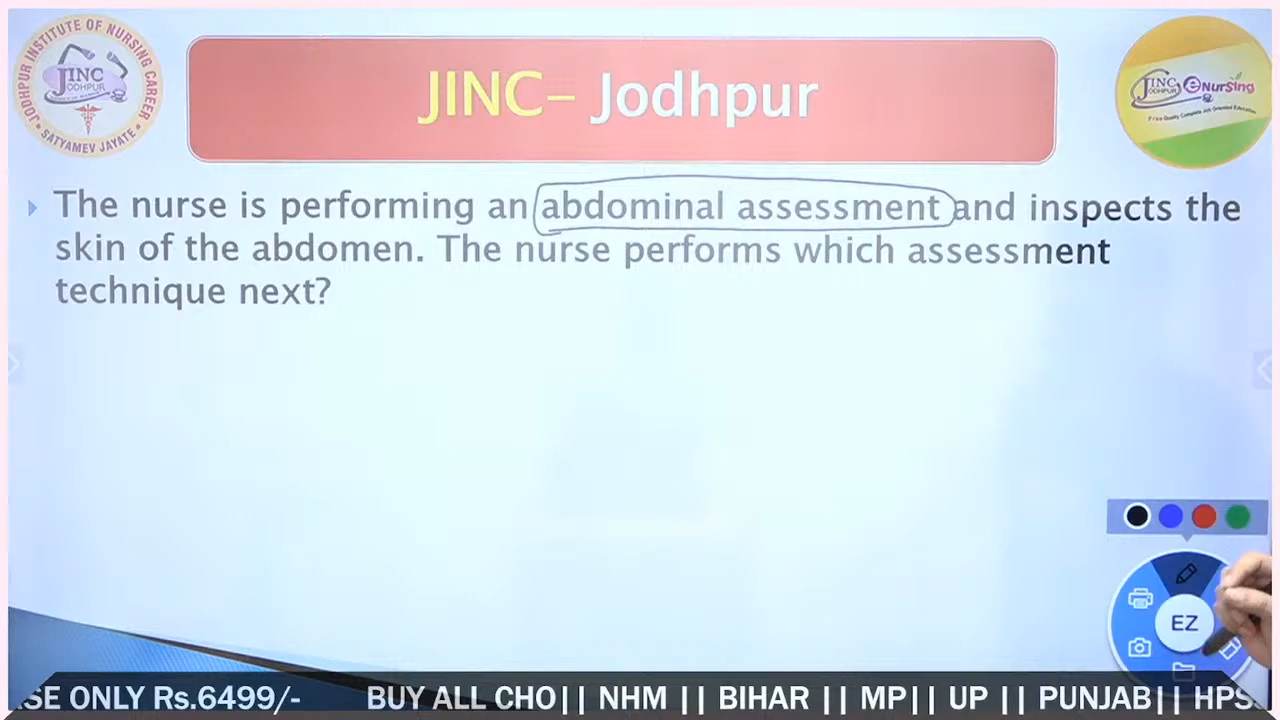 JODHPUR INSTITUTE OF NURSING CAREER
JINC
JODHPUR
SATYAMEV JAYATE
JINC- Jodhpur
JINC
JODHPUR
eNursing
The nurse is performing an abdominal assessment and inspects the
skin of the abdomen. The nurse performs which assessment
technique next?
EZ
SE ONLY Rs.6499/- BUY ALL CHO|| NHM || BIHAR || MP|| UP || PUNJAB|| HPS